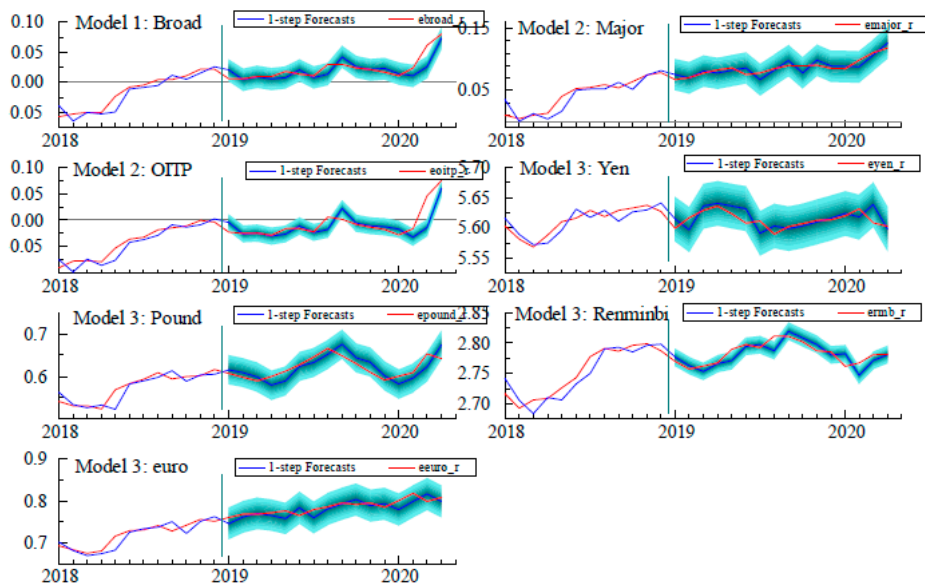 Model 1: Broad
1-step Forecasts
ebroad_r
0.10
0.05
0.00
0.05
2018
2019
2020
Model 2: Major
1-step Forecasts
emajor_r
0.15
0.05
2018
2019
2020
Model 2: OITP
1-step Forecasts
eoitp_r
0.10
0.05
0.00
0.05
2018
2019
2020
Model 3: Yen
1-step Forecasts
eyen_r
5.70
5.65
5.60
5.55
2018
2019
2020
Model 3: Pound
1-step Forecasts
epound_r
0.7
0.6
2018
2019
2020
Model 3: Renminbi
1-step Forecasts
ermb_r
2.85
2.80
2.75
2.70
2018
2019
2020
Model 3: euro
1-step Forecasts
eeuro_r
0.9
0.8
0.7
2018
2019
2020